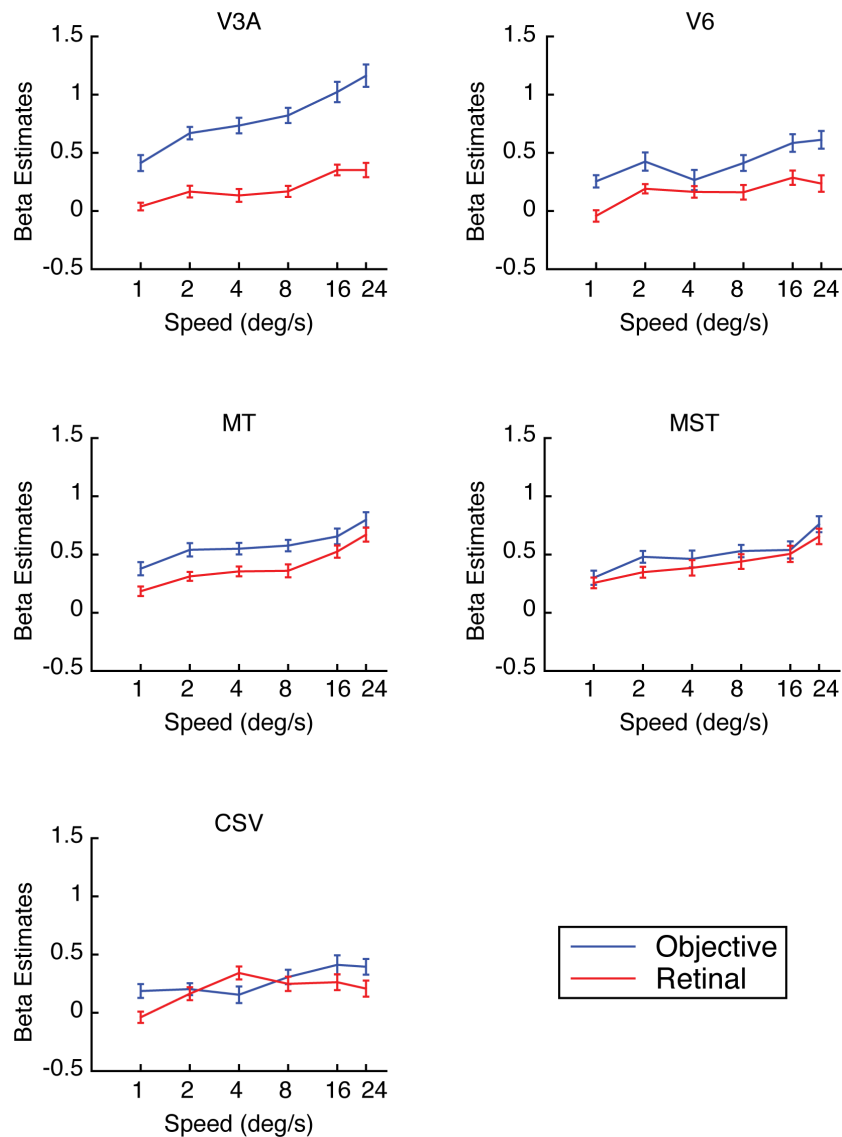 V3A
1.5
1
0.5
0
-0.5
Beta Estimates
1 2 4 8 16 24
Speed (deg/s)
V6
1.5
1
0.5
0
-0.5
Beta Estimates
1 2 4 8 16 24
Speed (deg/s)
MT
1.5
1
0.5
0
-0.5
Beta Estimates
1 2 4 8 16 24
Speed (deg/s)
MST
1.5
1
0.5
0
-0.5
Beta Estimates
1 2 4 8 16 24
Speed (deg/s)
CSV
1.5
1
0.5
0
-0.5
Beta Estimates
1 2 4 8 16 24
Speed (deg/s)
Objective
Retinal